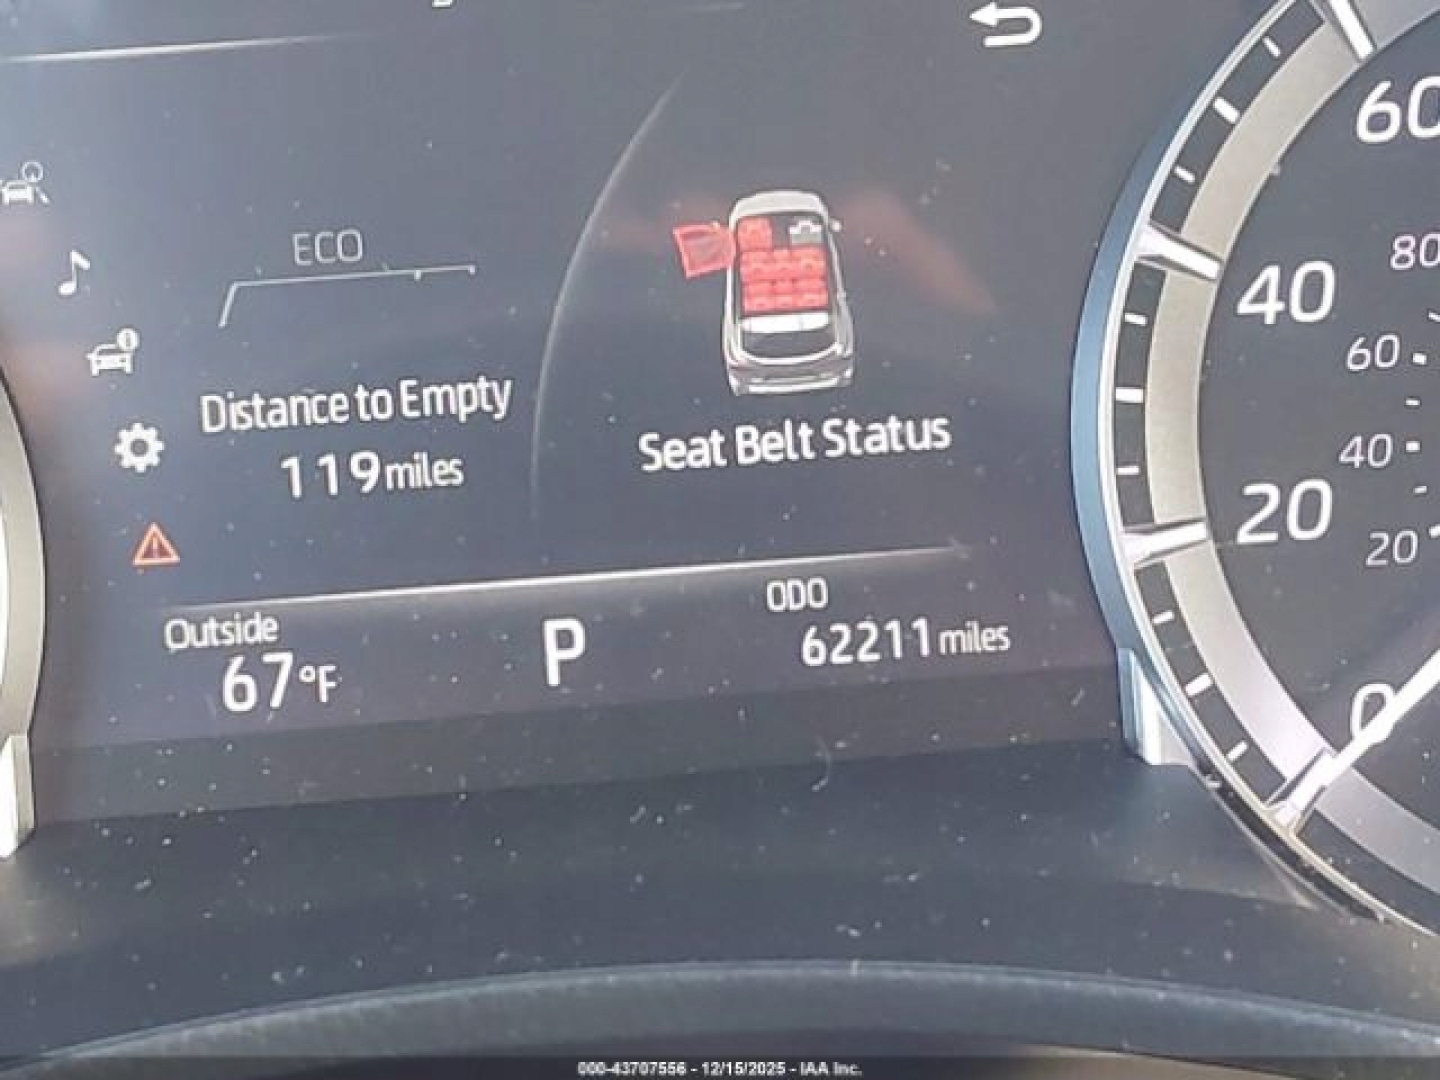 ECO
Distance to Empty
119 miles
Seat Belt Status
Outside
67°F
P
ODO
62211 miles
60
40
20
0
80
60
40
20
000-43707556 - 12/15/2025 - IAA Inc.